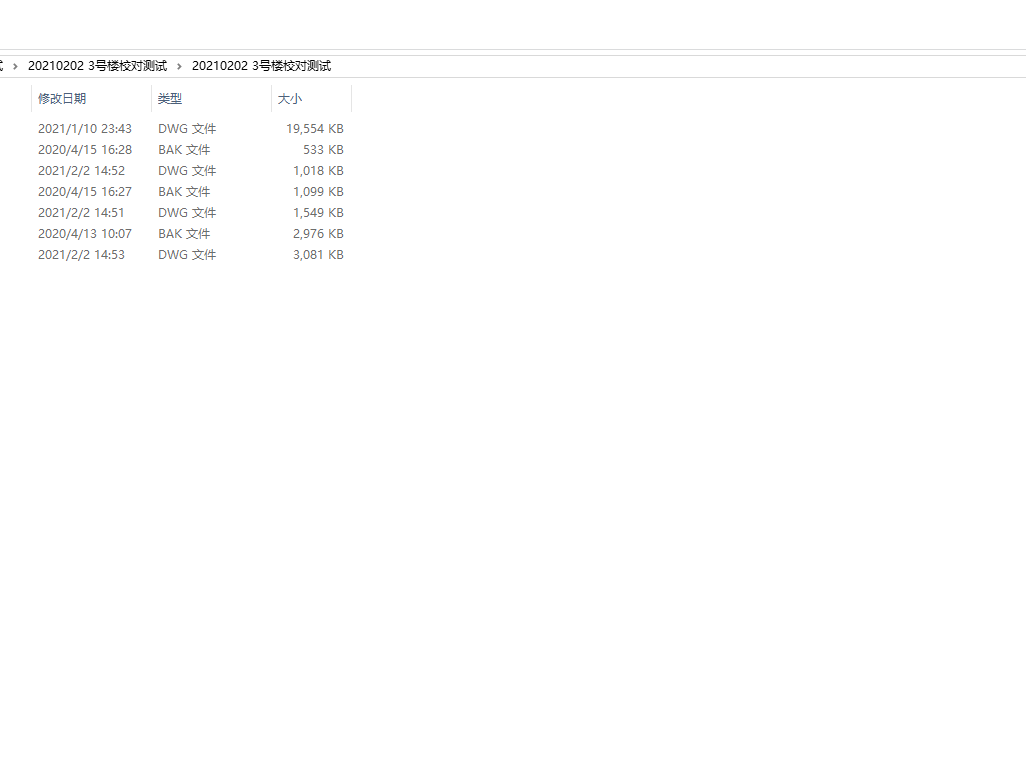 20210202 3号楼校对测试 › 20210202 3号楼校对测试
修改日期 类型 大小
2021/1/10 23:43 DWG 文件 19,554 KB
2020/4/15 16:28 BAK 文件 533 KB
2021/2/2 14:52 DWG 文件 1,018 KB
2020/4/15 16:27 BAK 文件 1,099 KB
2021/2/2 14:51 DWG 文件 1,549 KB
2020/4/13 10:07 BAK 文件 2,976 KB
2021/2/2 14:53 DWG 文件 3,081 KB